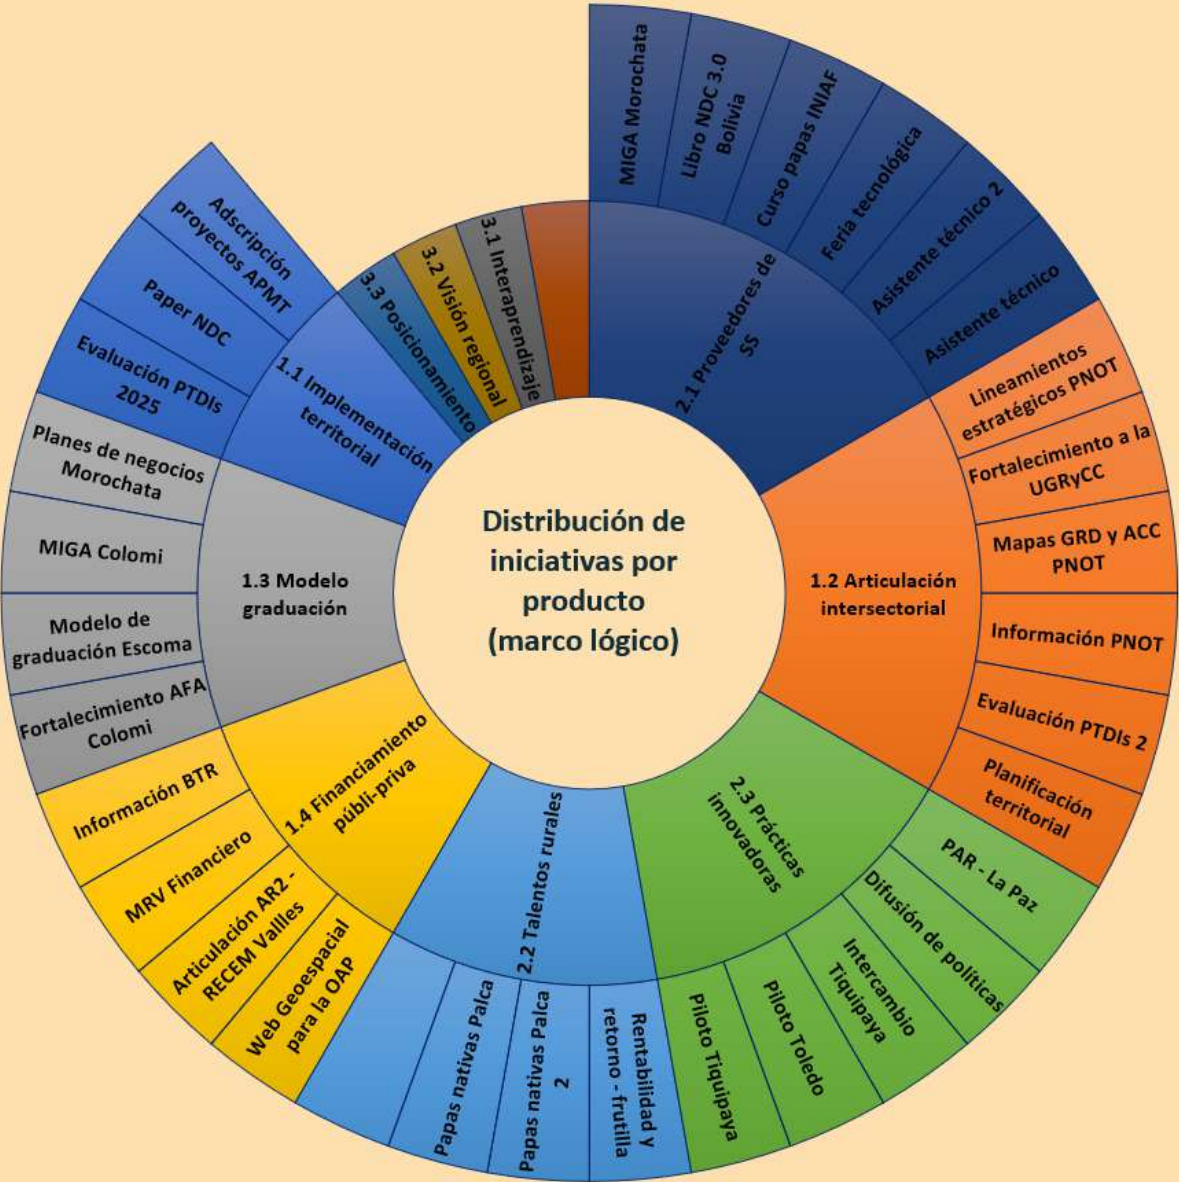 Distribución de
iniciativas por
producto
(marco lógico)
2.1 Proveedores de
SS
MIGA Morochata
Libro NDC 3.0
Bolivia
Curso papas INIAF
Feria tecnológica
Asistente técnico 2
Asistente técnico
1.2 Articulación
intersectorial
Lineamientos
estratégicos PNOT
Fortalecimiento a la
UGRyCC
Mapas GRD y ACC
PNOT
Información PNOT
Evaluación PTDIs 2
Planificación
territorial
2.3 Prácticas
innovadoras
PAR - La Paz
Difusión de políticas
Intercambio
Tiquipaya
Piloto Toledo
Piloto Tiquipaya
2.2 Talentos rurales
Rentabilidad y
retorno - frutilla
Papas nativas Palca
2
Papas nativas Palca
1.4 Financiamiento
públi-priva
Web Geoespacial
para la OAP
Articulación AR2 -
RECEM Vallles
MRV Financiero
Información BTR
1.3 Modelo
graduación
Fortalecimiento AFA
Colomi
Modelo de
graduación Escoma
MIGA Colomi
Planes de negocios
Morochata
1.1 Implementación
territorial
Evaluación PTDIs
2025
Paper NDC
Adscripción
proyectos APMT
3.3 Posicionamiento
3.2 Visión regional
3.1 Interaprendizaje